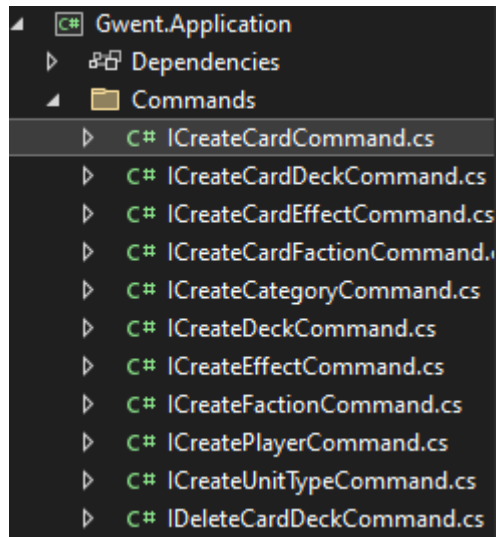 C# Gwent.Application
Dependencies
Commands
C# ICreateCardCommand.cs
C# ICreateCardDeckCommand.cs
C# ICreateCardEffectCommand.cs
C# ICreateCardFactionCommand.
C# ICreateCategoryCommand.cs
C# ICreateDeckCommand.cs
C# ICreateEffectCommand.cs
C# ICreateFactionCommand.cs
C# ICreatePlayerCommand.cs
C# ICreateUnitTypeCommand.cs
C# IDeleteCardDeckCommand.cs